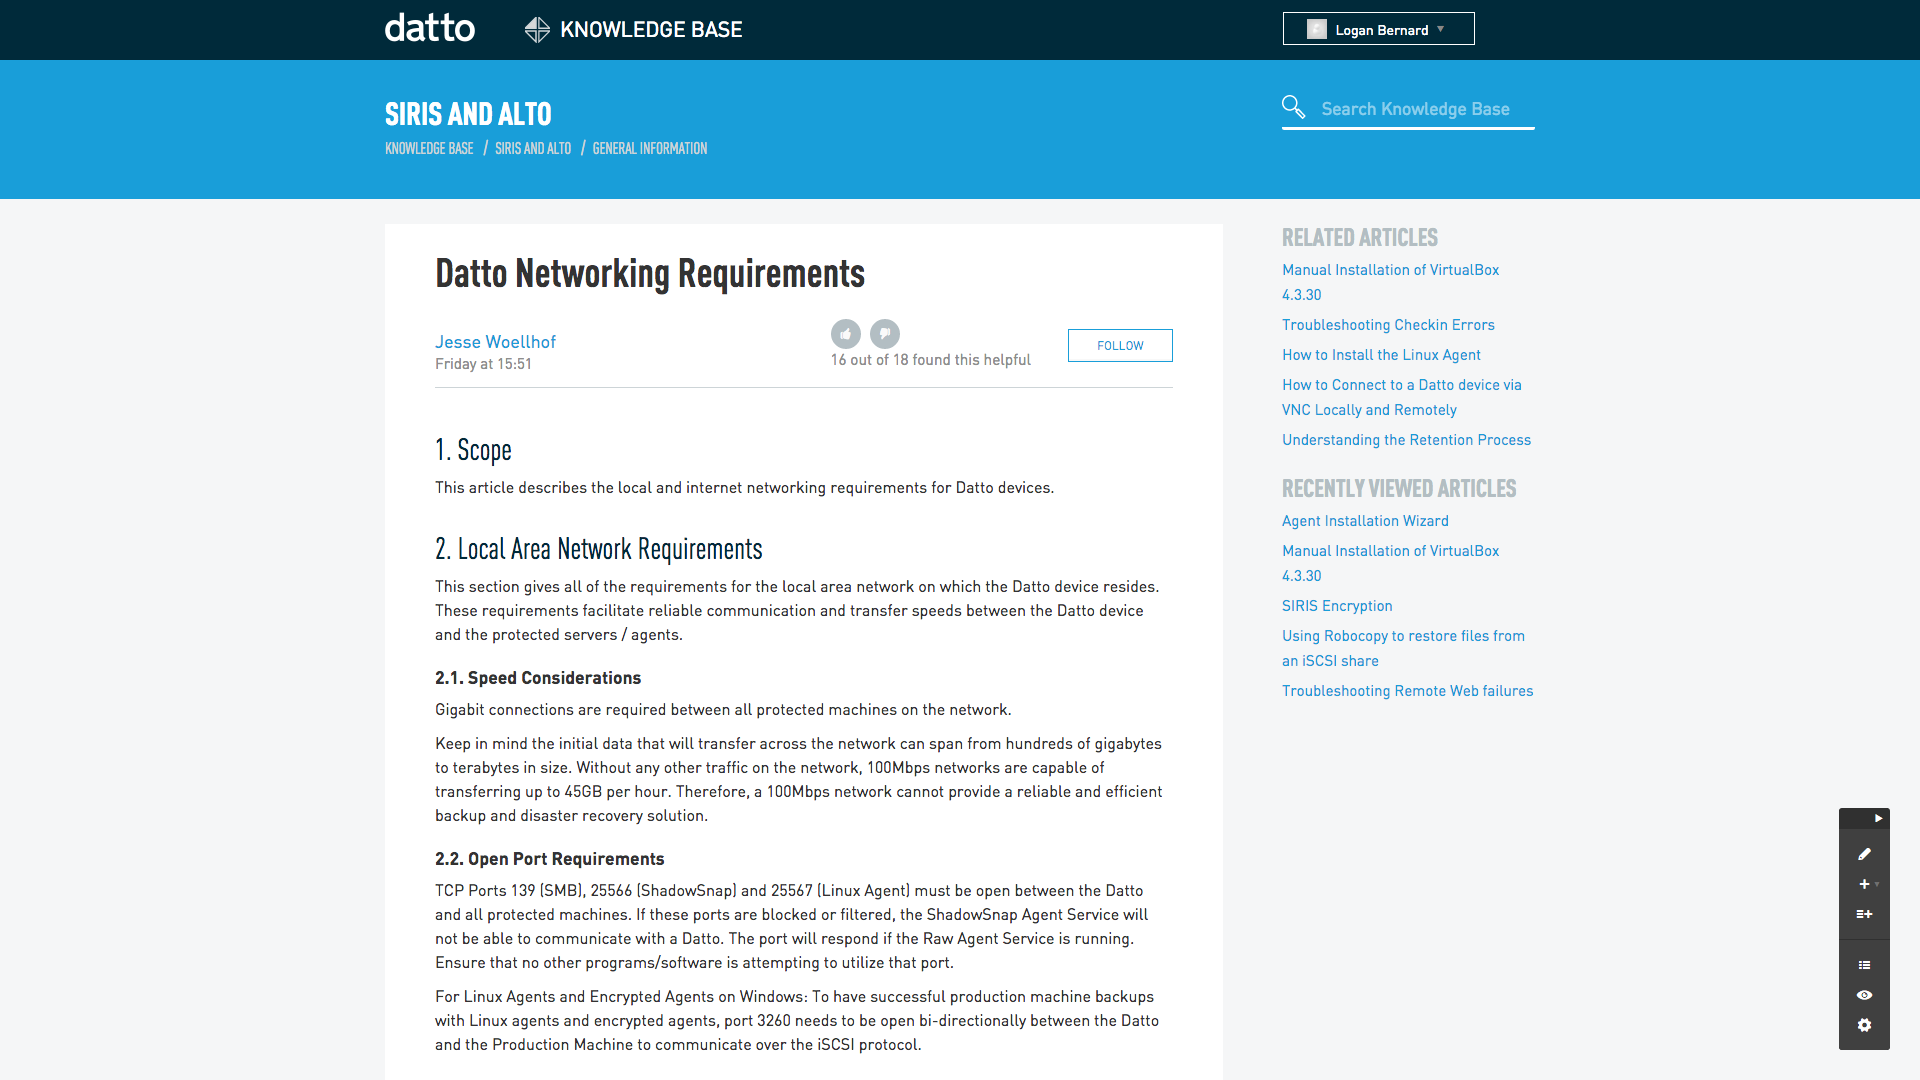 datto
KNOWLEDGE BASE
Logan Bernard
SIRIS AND ALTO
KNOWLEDGE BASE / SIRIS AND ALTO / GENERAL INFORMATION
Search Knowledge Base
Datto Networking Requirements
Jesse Woellhof
Friday at 15:51
16 out of 18 found this helpful
FOLLOW
1. Scope
This article describes the local and internet networking requirements for Datto devices.
2. Local Area Network Requirements
This section gives all of the requirements for the local area network on which the Datto device resides.
These requirements facilitate reliable communication and transfer speeds between the Datto device
and the protected servers / agents.
2.1. Speed Considerations
Gigabit connections are required between all protected machines on the network.
Keep in mind the initial data that will transfer across the network can span from hundreds of gigabytes
to terabytes in size. Without any other traffic on the network, 100Mbps networks are capable of
transferring up to 45GB per hour. Therefore, a 100Mbps network cannot provide a reliable and efficient
backup and disaster recovery solution.
2.2. Open Port Requirements
TCP Ports 139 (SMB), 25566 (ShadowSnap) and 25567 (Linux Agent) must be open between the Datto
and all protected machines. If these ports are blocked or filtered, the ShadowSnap Agent Service will
not be able to communicate with a Datto. The port will respond if the Raw Agent Service is running.
Ensure that no other programs/software is attempting to utilize that port.
For Linux Agents and Encrypted Agents on Windows: To have successful production machine backups
with Linux agents and encrypted agents, port 3260 needs to be open bi-directionally between the Datto
and the Production Machine to communicate over the iSCSI protocol.
RELATED ARTICLES
Manual Installation of VirtualBox
4.3.30
Troubleshooting Checkin Errors
How to Install the Linux Agent
How to Connect to a Datto device via
VNC Locally and Remotely
Understanding the Retention Process
RECENTLY VIEWED ARTICLES
Agent Installation Wizard
Manual Installation of VirtualBox
4.3.30
SIRIS Encryption
Using Robocopy to restore files from
an iSCSI share
Troubleshooting Remote Web failures